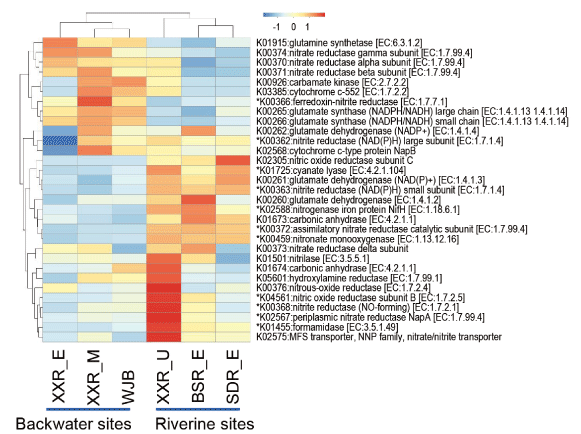 -1 0 1
K01915:glutamine synthetase [EC:6.3.1.2]
K00374:nitrate reductase gamma subunit [EC:1.7.99.4]
K00370:nitrate reductase alpha subunit [EC:1.7.99.4]
K00371:nitrate reductase beta subunit [EC:1.7.99.4]
K00926:carbamate kinase [EC:2.7.2.2]
K03385:cytochrome c-552 [EC:1.7.2.2]
*K00366:ferredoxin-nitrite reductase [EC:1.7.7.1]
K00265:glutamate synthase (NADPH/NADH) large chain [EC:1.4.1.13 1.4.1.14]
K00266:glutamate synthase (NADPH/NADH) small chain [EC:1.4.1.13 1.4.1.14]
K00262:glutamate dehydrogenase (NADP+) [EC:1.4.1.4]
*K00362:nitrite reductase (NAD(P)H) large subunit [EC:1.7.1.4]
K02568:cytochrome c-type protein NapB
K02305:nitric oxide reductase subunit C
*K01725:cyanate lyase [EC:4.2.1.104]
K00261:glutamate dehydrogenase (NAD(P)+) [EC:1.4.1.3]
*K00363:nitrite reductase (NAD(P)H) small subunit [EC:1.7.1.4]
K00260:glutamate dehydrogenase [EC:1.4.1.2]
*K02588:nitrogenase iron protein NifH [EC:1.18.6.1]
K01673:carbonic anhydrase [EC:4.2.1.1]
*K00372:assimilatory nitrate reductase catalytic subunit [EC:1.7.99.4]
*K00459:nitronate monooxygenase [EC:1.13.12.16]
K00373:nitrate reductase delta subunit
K01501:nitrilase [EC:3.5.5.1]
K01674:carbonic anhydrase [EC:4.2.1.1]
K05601:hydroxylamine reductase [EC:1.7.99.1]
K00376:nitrous-oxide reductase [EC:1.7.2.4]
*K04561:nitric oxide reductase subunit B [EC:1.7.2.5]
*K00368:nitrite reductase (NO-forming) [EC:1.7.2.1]
*K02567:periplasmic nitrate reductase NapA [EC:1.7.99.4]
*K01455:formamidase [EC:3.5.1.49]
K02575:MFS transporter, NNP family, nitrate/nitrite transporter
XXR_E XXR_M WJB XXR_U BSR_E SDR_E
Backwater sites Riverine sites